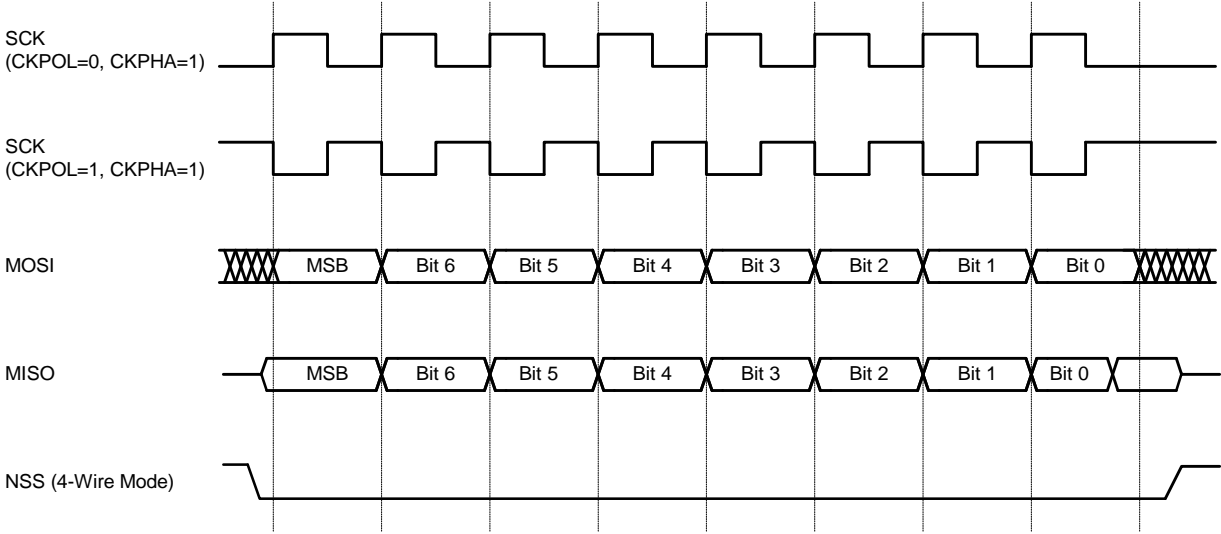 SCK
(CKPOL=0, CKPHA=1)
SCK
(CKPOL=1, CKPHA=1)
MOSI
MSB Bit 6 Bit 5 Bit 4 Bit 3 Bit 2 Bit 1 Bit 0
MISO
MSB Bit 6 Bit 5 Bit 4 Bit 3 Bit 2 Bit 1 Bit 0
NSS (4-Wire Mode)